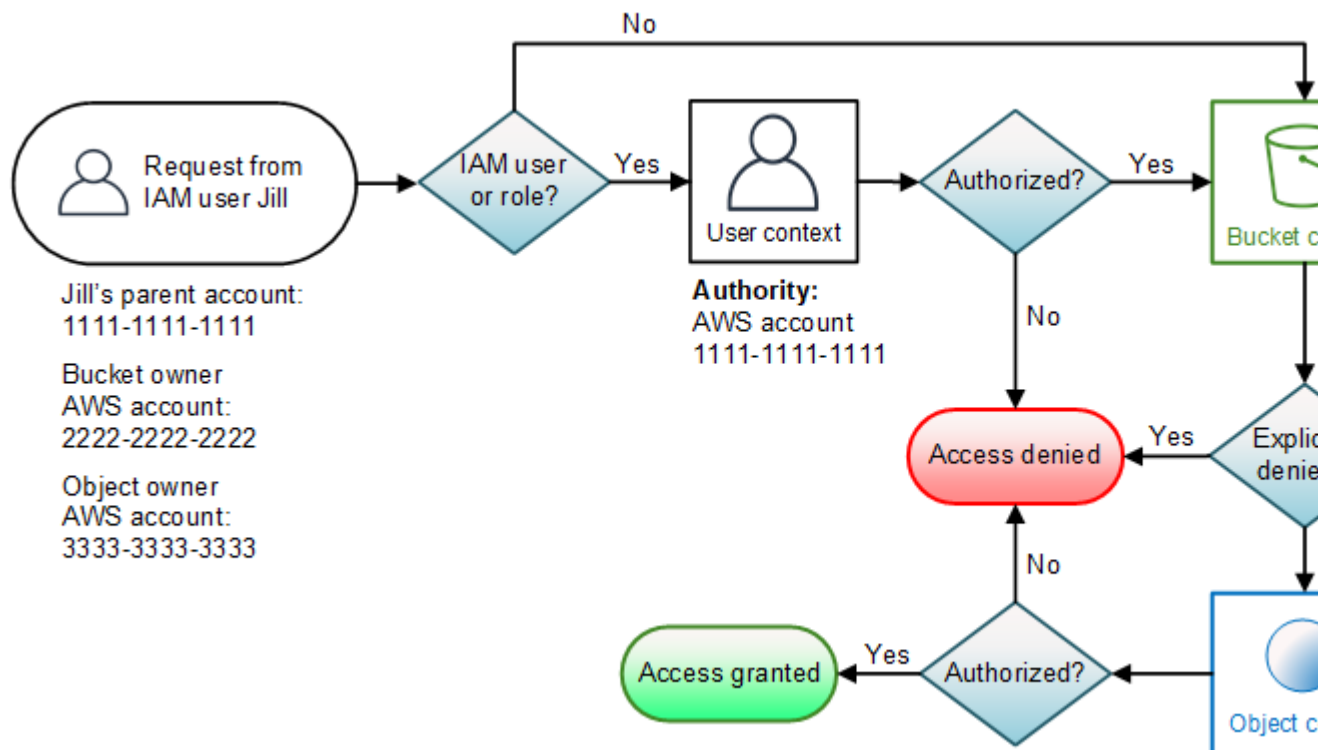 No
Request from
IAM user Jill
IAM user
or role?
Yes
User context
Authorized?
Yes
Bucket
Jill's parent account:
1111-1111-1111
Authority:
AWS account
1111-1111-1111
No
Bucket owner
AWS account:
2222-2222-2222
Access denied
Yes
Object owner
AWS account:
3333-3333-3333
No
Access granted
Yes
Authorized?
Object